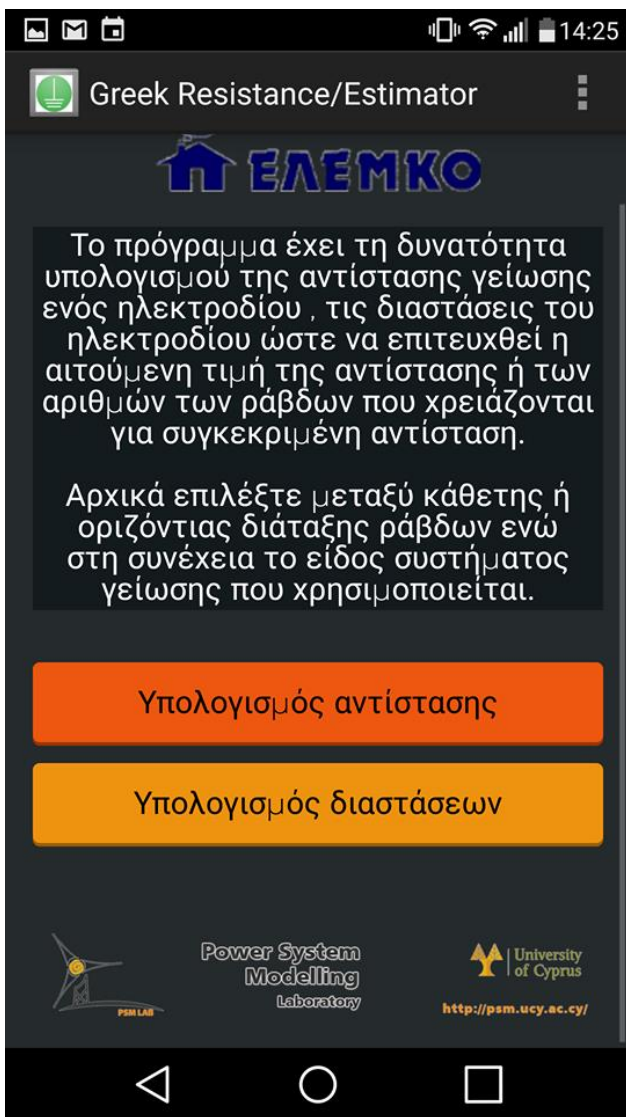 14:25
Greek Resistance/Estimator
ΕΛΕΜΚΟ
Το πρόγραμμα έχει τη δυνατότητα
υπολογισμού της αντίστασης γείωσης
ενός ηλεκτροδίου , τις διαστάσεις του
ηλεκτροδίου ώστε να επιτευχθεί η
αιτούμενη τιμή της αντίστασης ή των
αριθμών των ράβδων που χρειάζονται
για συγκεκριμένη αντίσταση.
Αρχικά επιλέξτε μεταξύ κάθετης ή
οριζόντιας διάταξης ράβδων ενώ
στη συνέχεια το είδος συστήματος
γείωσης που χρησιμοποιείται.
Υπολογισμός αντίστασης
Υπολογισμός διαστάσεων
PSM LAB
Power System
Modelling
Laboratory
University
of Cyprus
http://psm.ucy.ac.cy/